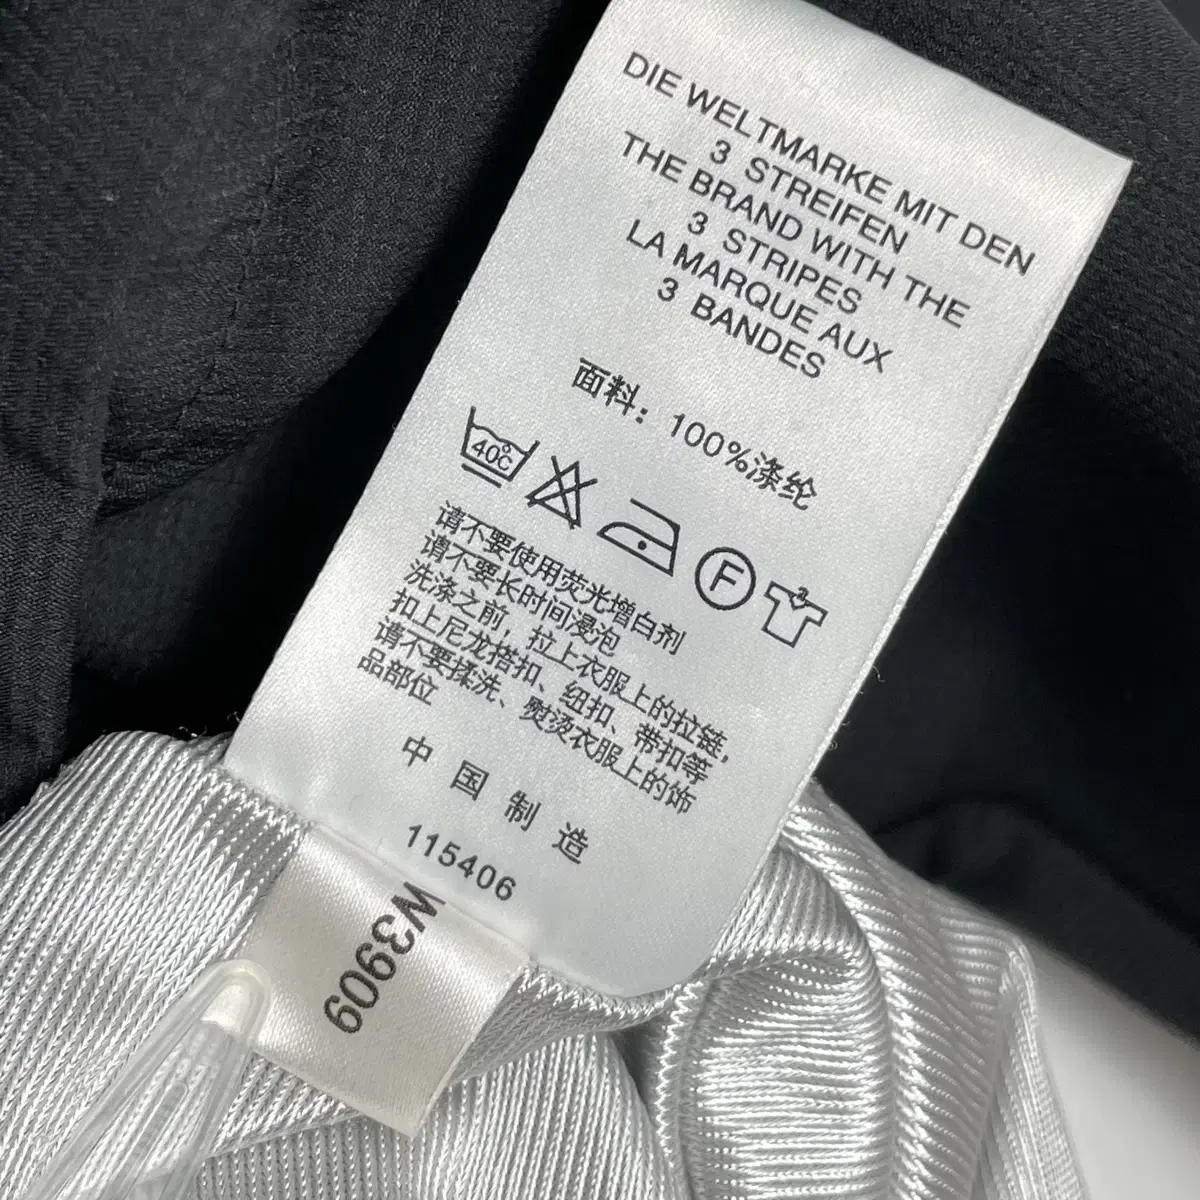 DIE WELTMARKE MIT DEN
3 STREIFEN
THE BRAND WITH THE
3 STRIPES
LA MARQUE AUX
3 BANDES
面料：100%涤纶
40C
F
请不要使用荧光增白剂
请不要长时间浸泡
洗涤之前，拉上衣服上的拉链，
扣上尼龙搭扣、纽扣、带扣等
请不要揉洗、熨烫衣服上的饰
品部位
中国制造
115406
W3909